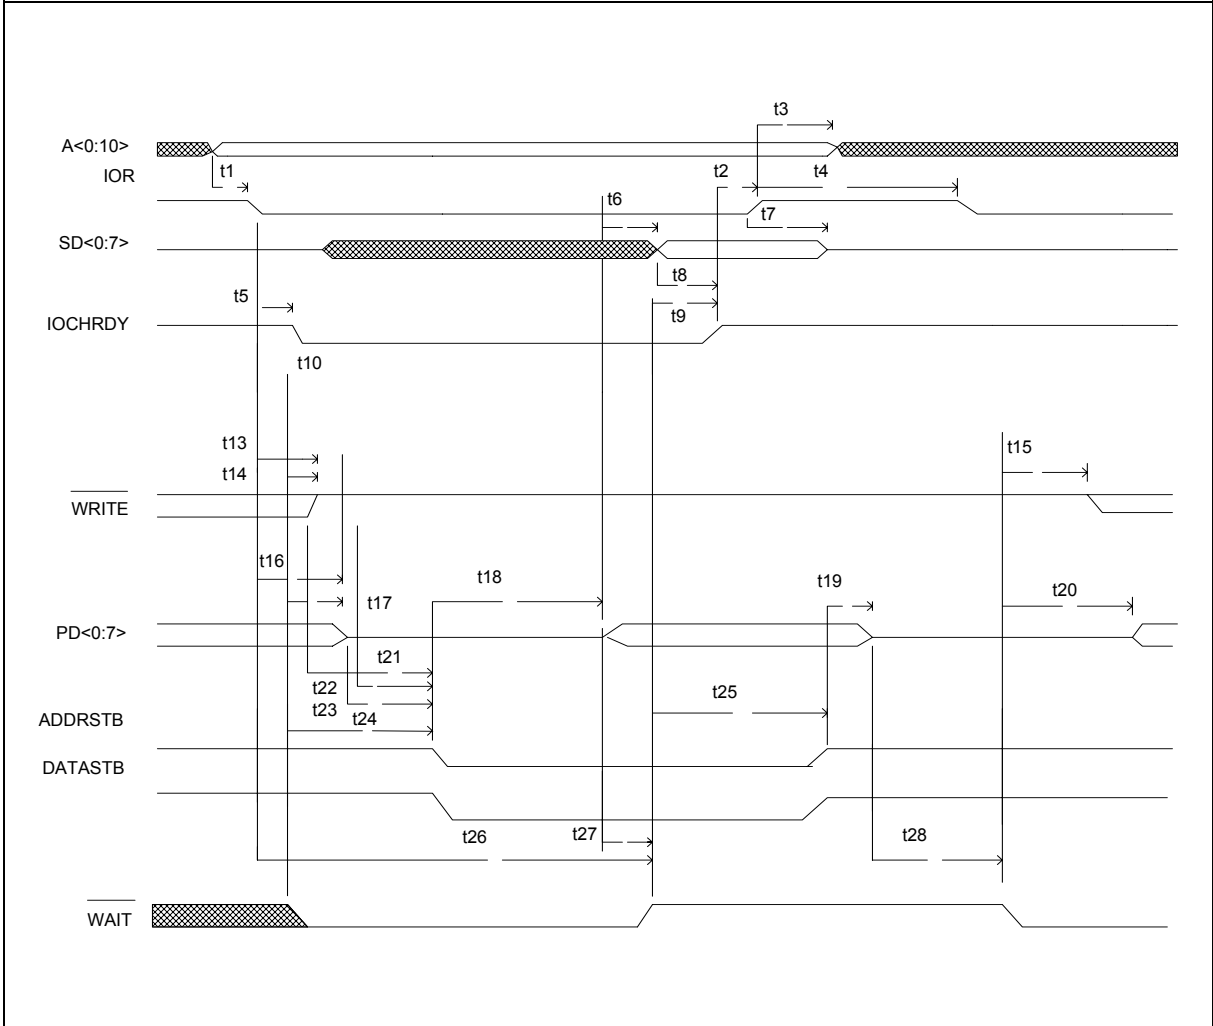 t3
A<0:10>
IOR
t1
t2
t4
t6
t7
SD<0:7>
t8
t5
t9
IOCHRDY
t10
t13
t15
t14
WRITE
t16
t18
t19
t17
t20
PD<0:7>
t21
t22
t25
t23
t24
ADDRSTB
DATASTB
t26
t27
t28
WAIT